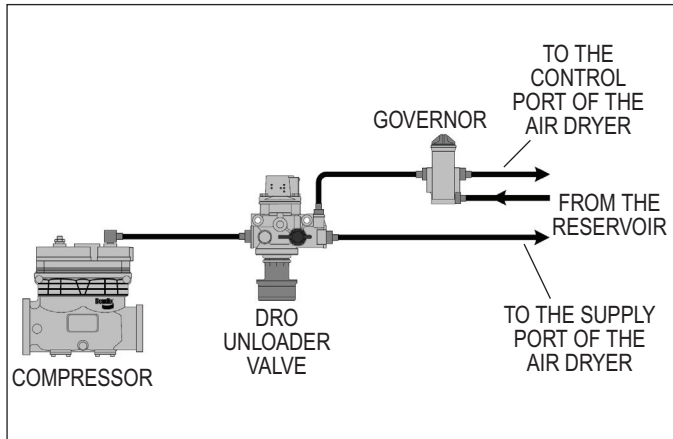 TO THE
CONTROL
PORT OF THE
AIR DRYER
GOVERNOR
FROM THE
RESERVOIR
TO THE SUPPLY
PORT OF THE
AIR DRYER
DRO
UNLOADER
VALVE
COMPRESSOR
Bendix